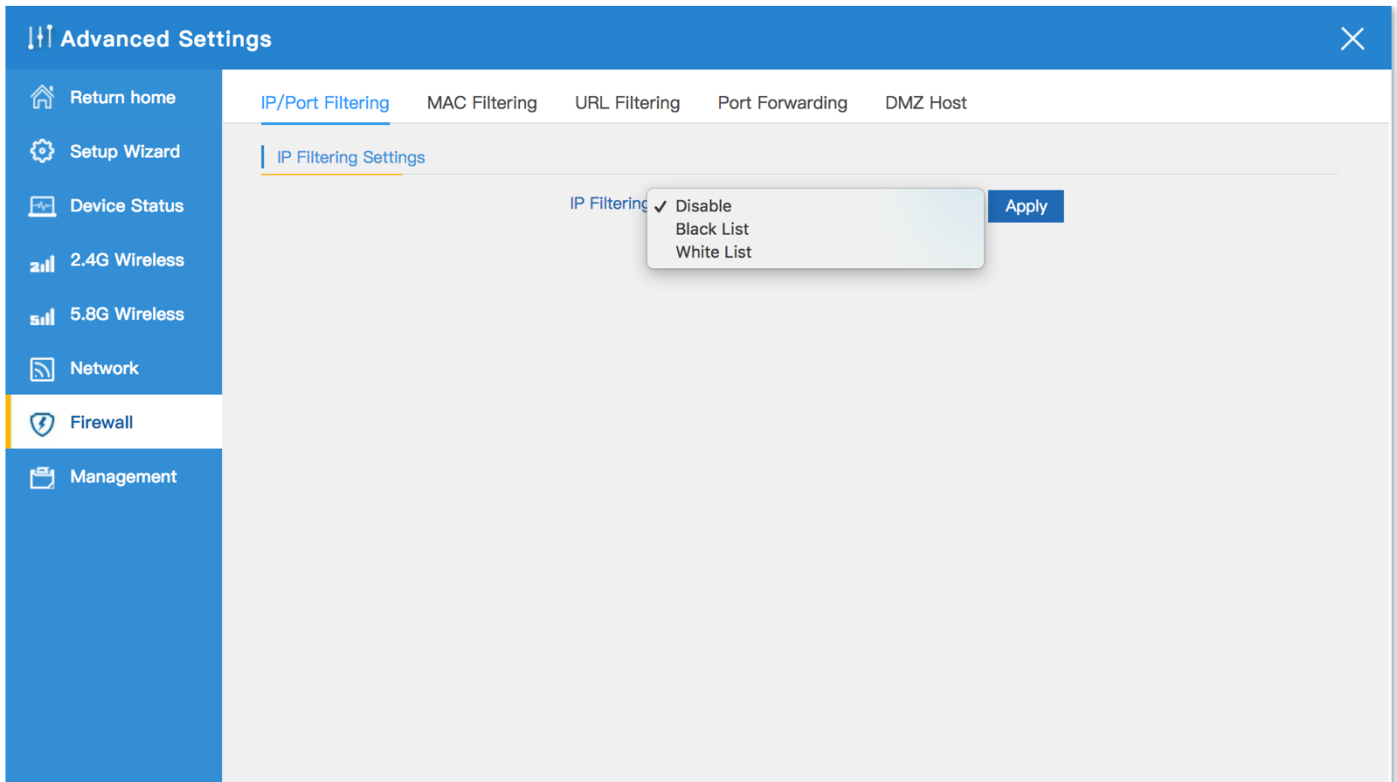 Advanced Settings
Return home
Setup Wizard
Device Status
2.4G Wireless
5.8G Wireless
Network
Firewall
Management
IP/Port Filtering MAC Filtering URL Filtering Port Forwarding DMZ Host
IP Filtering Settings
IP Filtering ✓ Disable Apply
Black List
White List